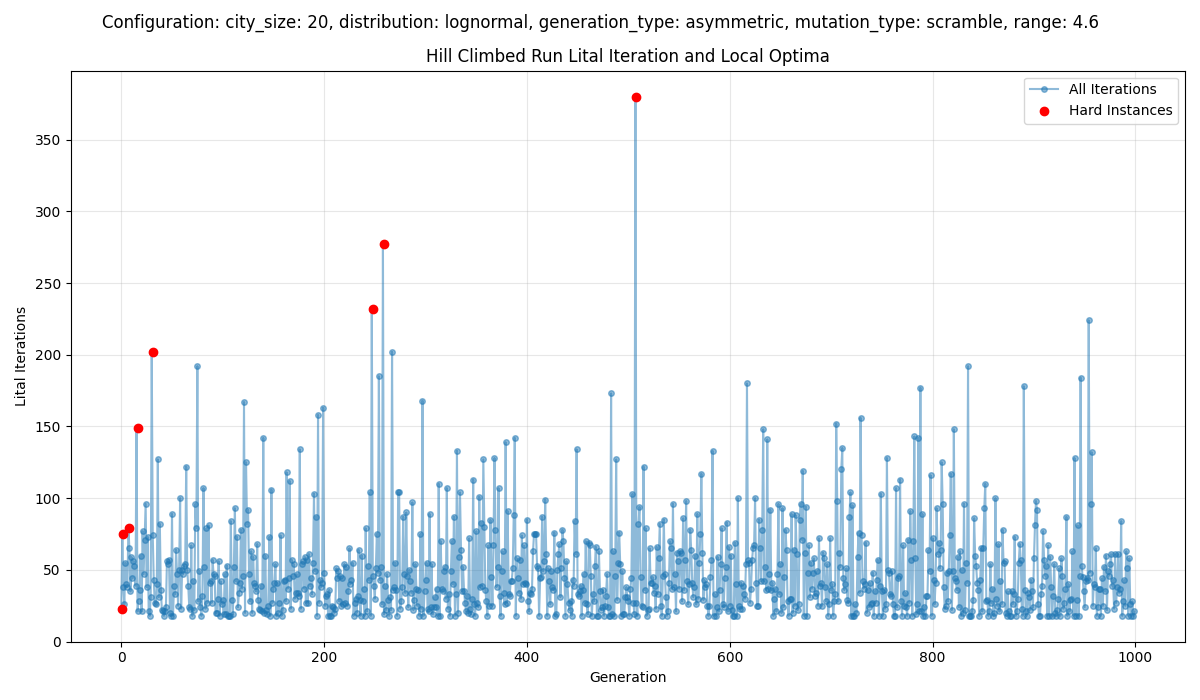 Configuration: city_size: 20, distribution: lognormal, generation_type: asymmetric, mutation_type: scramble, range: 4.6
Hill Climbed Run Lital Iteration and Local Optima
All Iterations
Hard Instances
Lital Iterations
350
300
250
200
150
100
50
0
0 200 400 600 800 1000
Generation